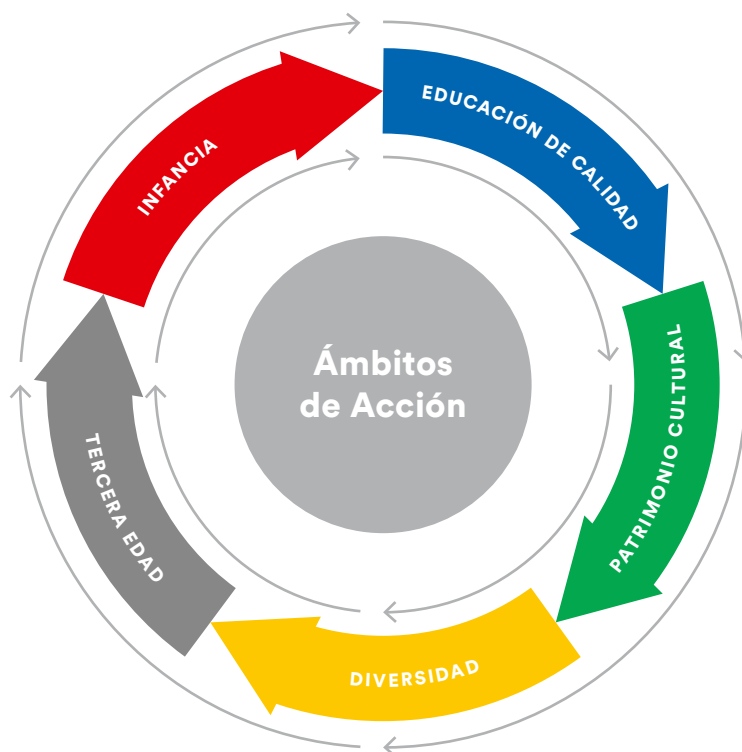 INFANCIA
EDUCACIÓN DE CALIDAD
PATRIMONIO CULTURAL
DIVERSIDAD
TERCERA EDAD
Ámbitos
de Acción